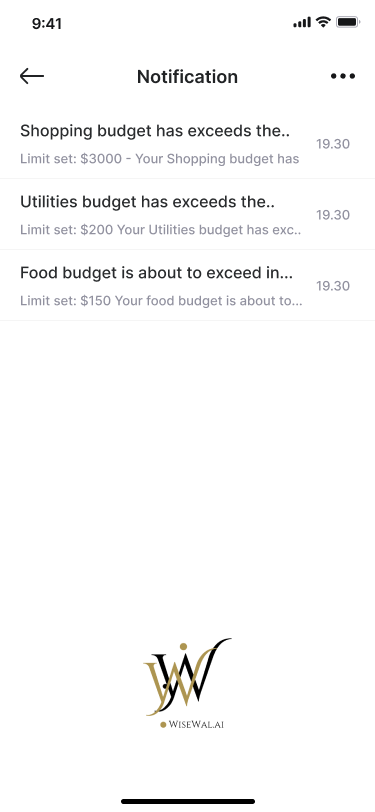 9:41
Notification
Shopping budget has exceeds the..
19.30
Limit set: $3000 - Your Shopping budget has
Utilities budget has exceeds the..
19.30
Limit set: $200 Your Utilities budget has exc..
Food budget is about to exceed in...
19.30
Limit set: $150 Your food budget is about to...
W
WISEWAL.AI